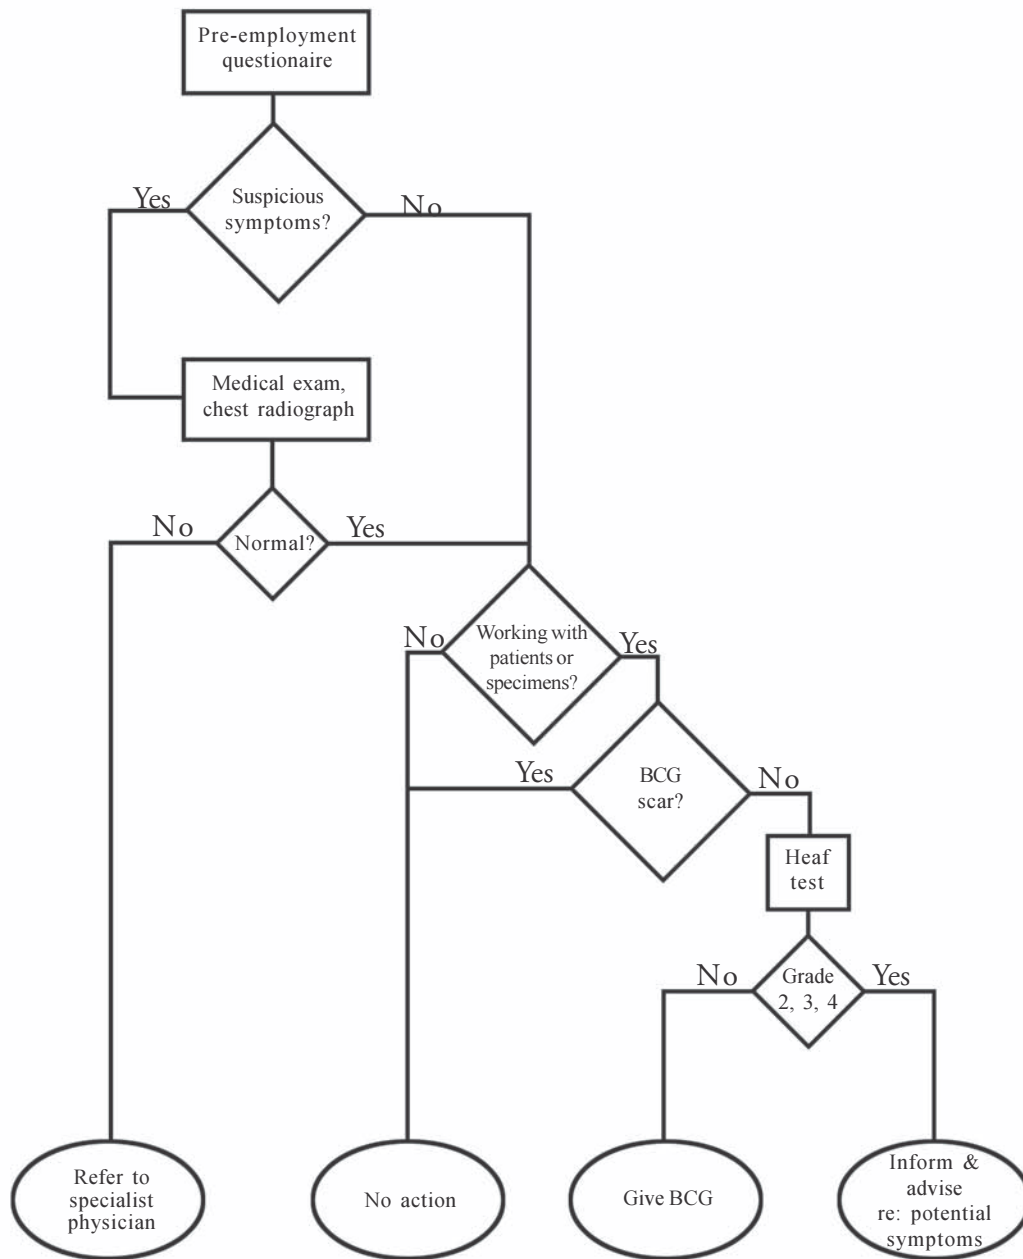 Pre-employment
questionaire
Yes
Suspicious
symptoms?
No
Medical exam,
chest radiograph
No
Normal?
Yes
No
Working with
patients or
specimens?
Yes
Yes
BCG
scar?
No
Heaf
test
No
Grade
2, 3, 4
Yes
Refer to
specialist
physician
No action
Give BCG
Inform &
advise
re: potential
symptoms